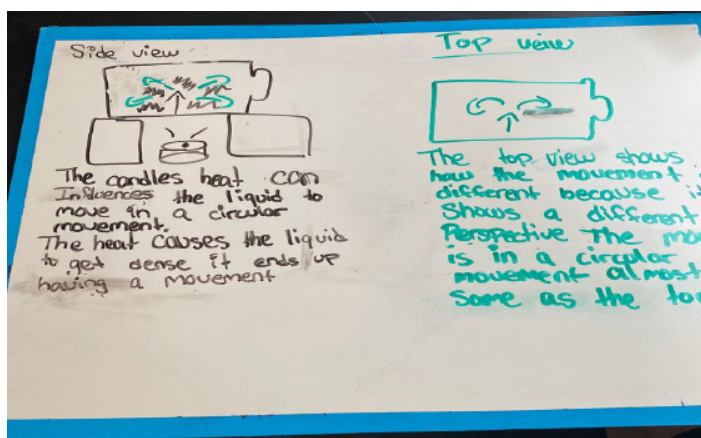 Side view
The candles heat can
Influences the liquid to
move in a circular
movement.
The heat causes the liquid
to get dense it ends up
having a movement
Top veiw
The top view shows
how the movement
different because it
Shows a different
Perspective The
is in a circular
movement almost
Same as the